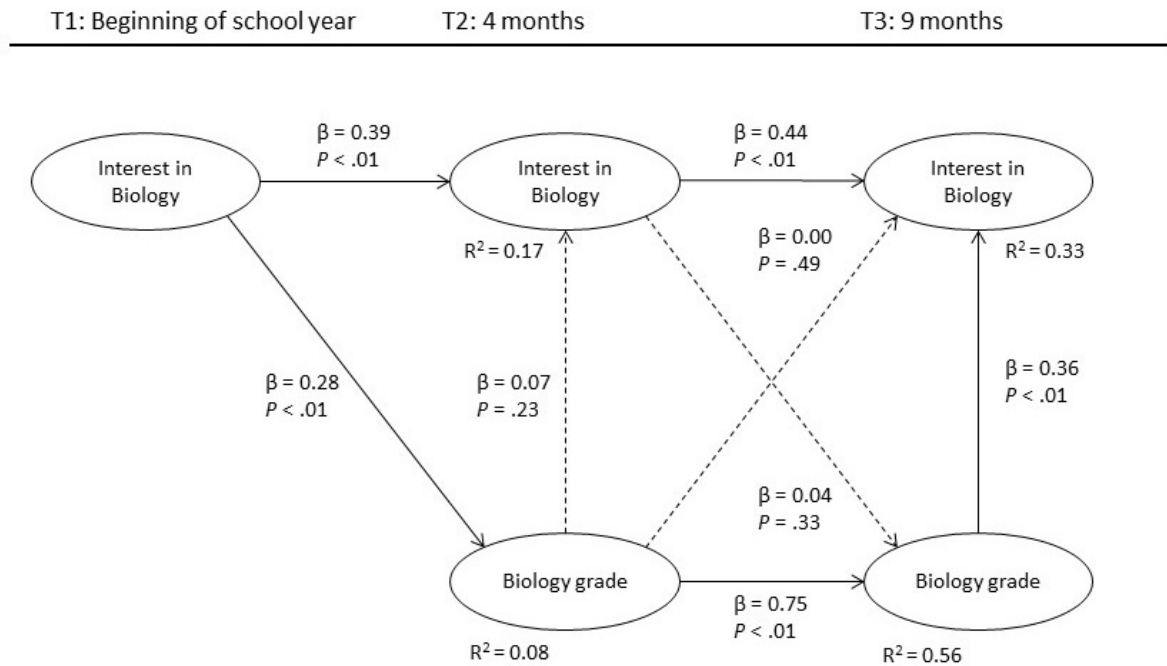 T1: Beginning of school year
T2: 4 months
T3: 9 months
β = 0.39
P < .01
β = 0.44
P < .01
Interest in
Biology
Interest in
Biology
Interest in
Biology
R² = 0.17
β = 0.00
P = .49
R² = 0.33
β = 0.28
P < .01
β = 0.07
P = .23
β = 0.36
P < .01
β = 0.04
P = .33
Biology grade
Biology grade
β = 0.75
P < .01
R² = 0.08
R² = 0.56